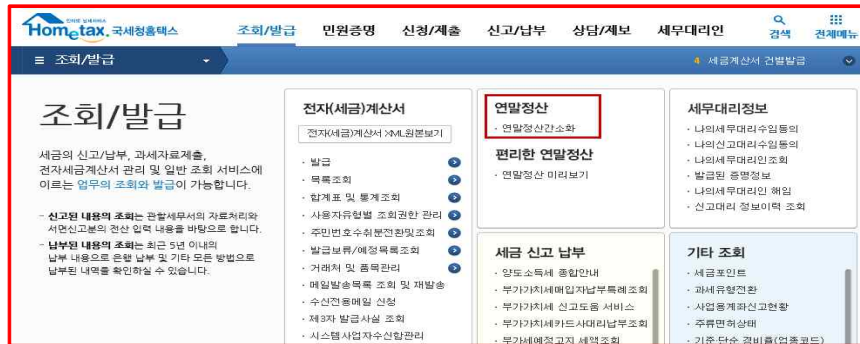 Hometax. 국세청홈택스
조회/발급 민원증명 신청/제출 신고/납부 상담/제보 세무대리인 검색 전체메뉴
조회/발급 4 세금계산서 건별발급
조회/발급
세금의 신고/납부, 과세자료제출,
전자세금계산서 관리 및 일반 조회 서비스에
이르는 업무의 조회와 발급이 가능합니다.
- 신고된 내용의 조회는 관할세무서의 자료처리와
서면신고분의 전산 입력 내용을 바탕으로 합니다.
- 납부된 내용의 조회는 최근 5년 이내의
납부 내용으로 은행 납부 및 기타 모든 방법으로
납부된 내역를 확인하실 수 있습니다.
전자(세금)계산서
전자(세금)계산서 XML원본보기
· 발급
· 목록조회
· 합계표 및 통계조회
· 사용자유형별 조회권한 관리
· 주민번호수취분전환및조회
· 발급보류/예정목록조회
· 거래처 및 품목관리
· 메일발송목록 조회 및 재발송
· 수신전용메일 신청
· 제3자 발급사실 조회
· 시스템사업자수신함관리
연말정산
· 연말정산간소화
편리한 연말정산
· 연말정산 미리보기
세금 신고 납부
· 양도소득세 종합안내
· 부가가치세매입자납부특례조회
· 부가가치세 신고도움 서비스
· 부가가치세카드사대리납부조회
· 부가세예정고지 세액조회
세무대리정보
· 나의세무대리수임동의
· 나의신고대리수임동의
· 나의세무대리인조회
· 발급된 증명정보
· 나의세무대리인 해임
· 신고대리 정보이력 조회
기타 조회
· 세금포인트
· 과세유형전환
· 사업용계좌신고현황
· 주류면허상태
· 기준·단순 경비율(업종코드)